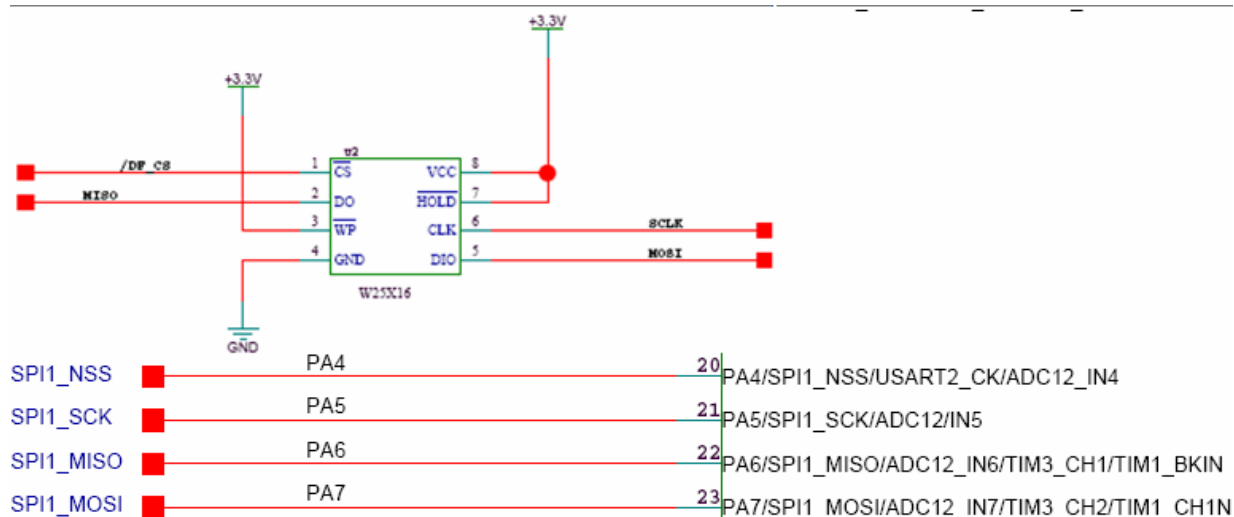 +3.3V
+3.3V
/DF_CS 1 U2 8
CS VCC
MISO 2 DO HOLD 7
3 WP CLK 6 SCLK
4 GND DIO 5 MOSI
W25X16
GND
SPI1_NSS PA4 20 PA4/SPI1_NSS/USART2_CK/ADC12_IN4
SPI1_SCK PA5 21 PA5/SPI1_SCK/ADC12/IN5
SPI1_MISO PA6 22 PA6/SPI1_MISO/ADC12_IN6/TIM3_CH1/TIM1_BKIN
SPI1_MOSI PA7 23 PA7/SPI1_MOSI/ADC12_IN7/TIM3_CH2/TIM1_CH1N